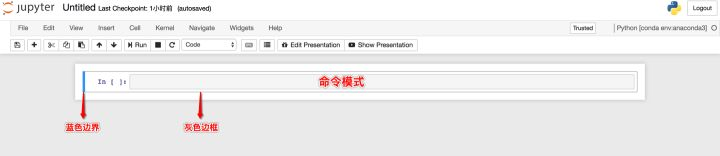 jupyter Untitled Last Checkpoint: 1小时前 (autosaved)
Logout
File Edit View Insert Cell Kernel Navigate Widgets Help
Trusted
Python [conda env:anaconda3]
Run
Code
Edit Presentation
Show Presentation
In [ ]:
命令模式
蓝色边界
灰色边框